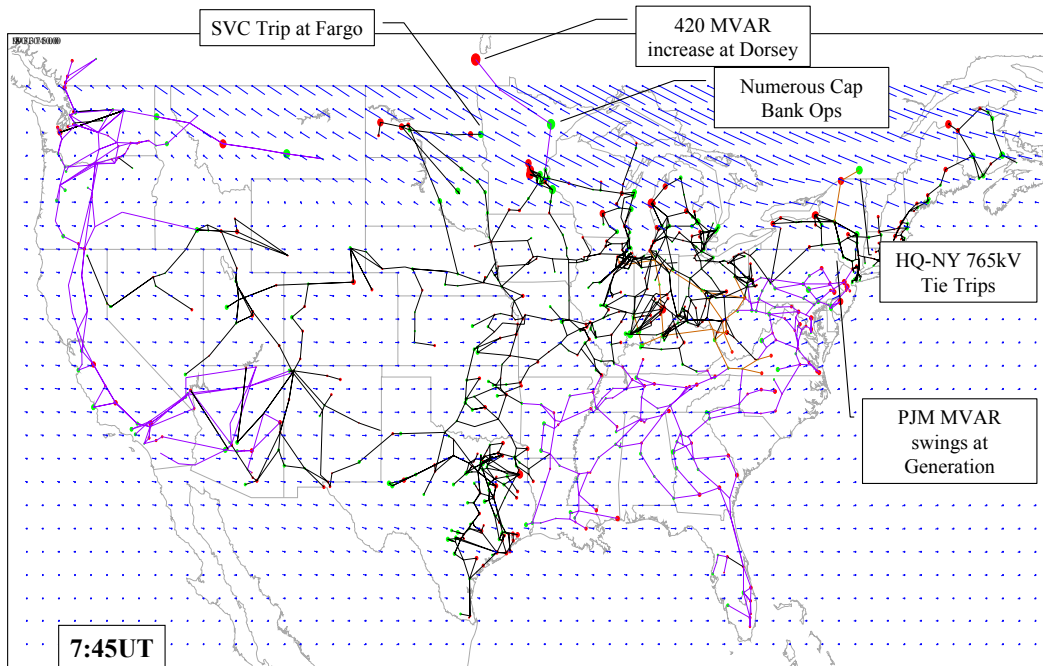 SVC Trip at Fargo
420 MVAR
increase at Dorsey
Numerous Cap
Bank Ops
HQ-NY 765kV
Tie Trips
PJM MVAR
swings at
Generation
7:45UT